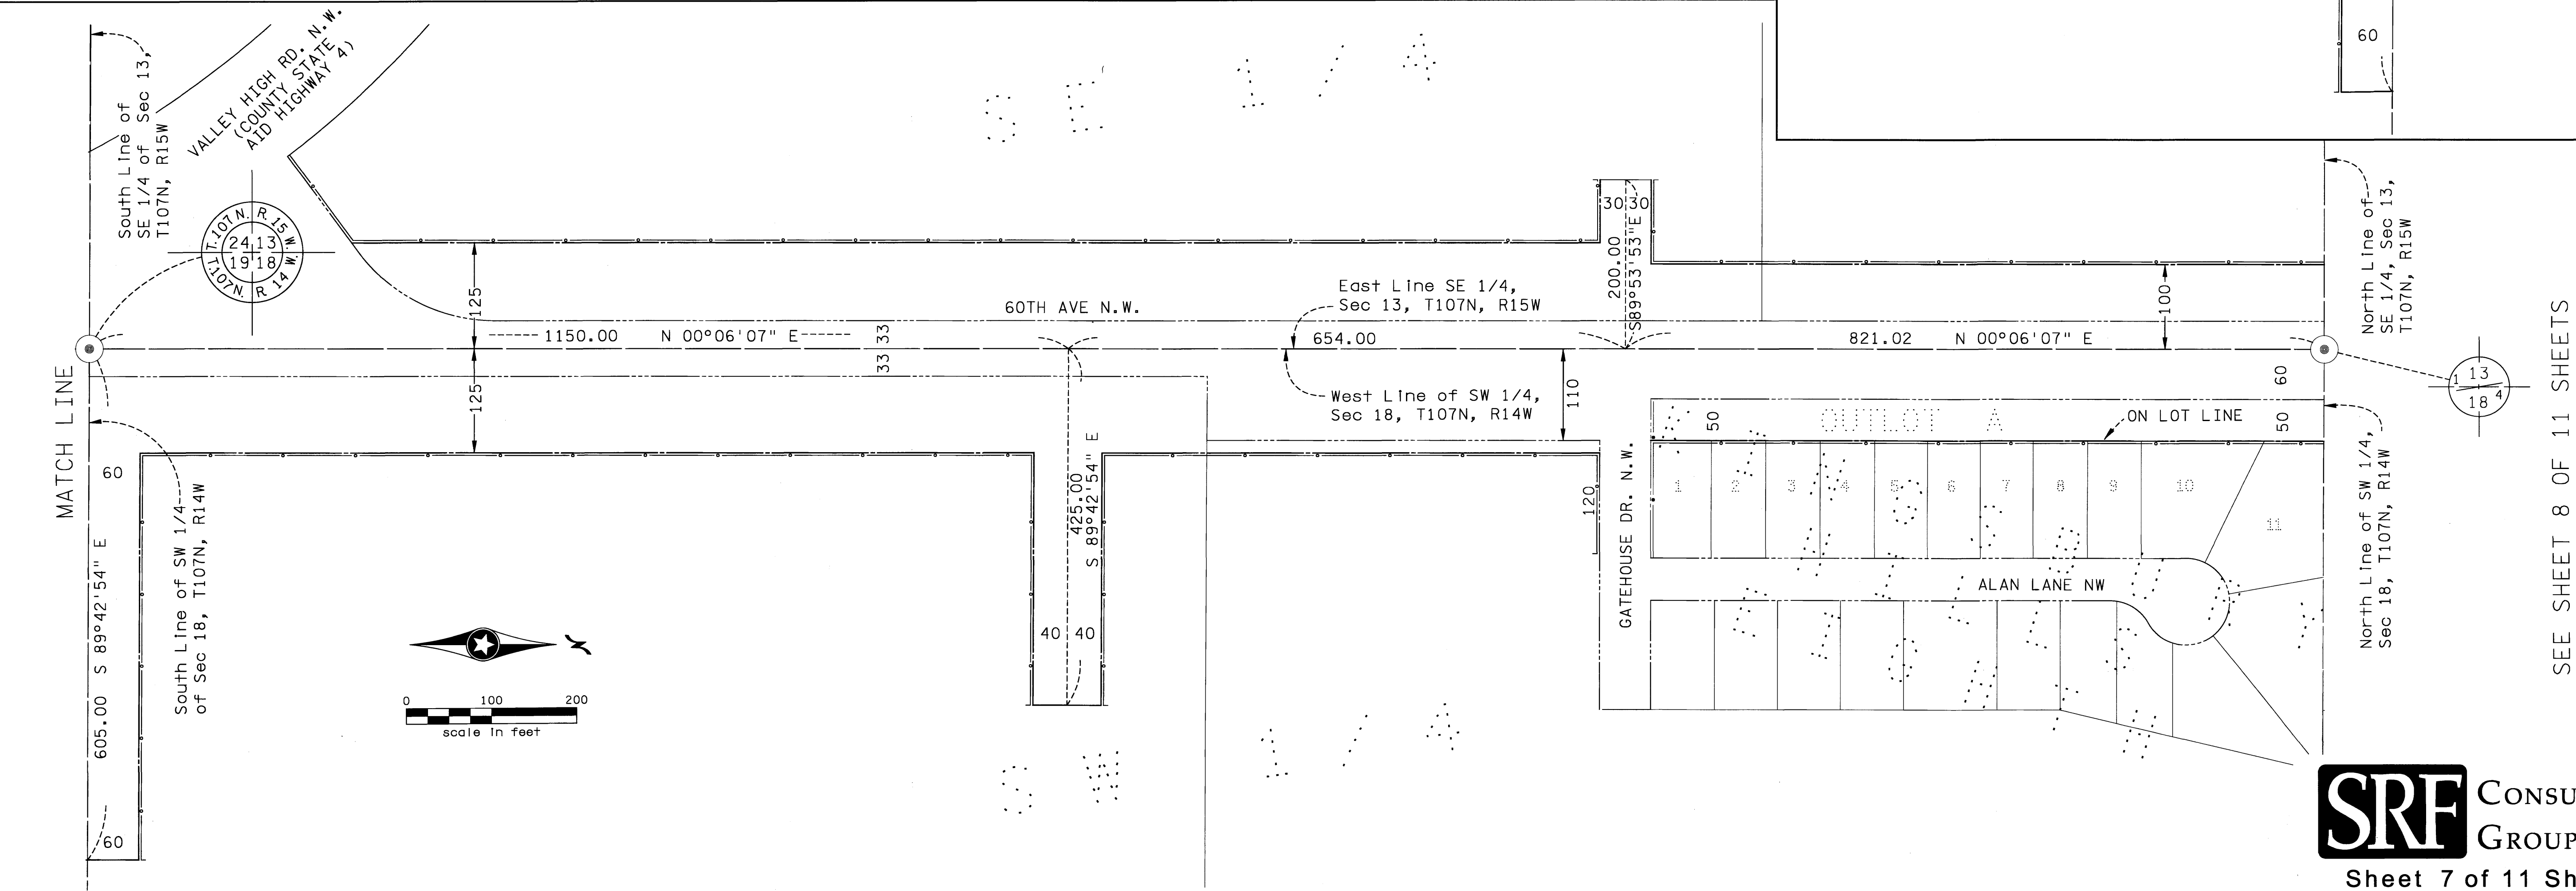 South Line of
SE 1/4 of Sec 13,
T107N, R15W
VALLEY HIGH RD. N.W.
(COUNTY STATE
AID HIGHWAY 4)
T.107 N. R. 15 W.
24 13
19 18
T.107N. R 14 W.
MATCH LINE
125
125
1150.00 N 00°06'07" E
33 33
60TH AVE N.W.
East Line SE 1/4,
Sec 13, T107N, R15W
654.00
West Line of SW 1/4,
Sec 18, T107N, R14W
110
S E 1 / 4
30 30
200.00
S89°53'53"E
821.02 N 00°06'07" E
100
60
60
North Line of
SE 1/4, Sec 13,
T107N, R15W
1 13
18 4
SEE SHEET 8 OF 11 SHEETS
60
605.00 S 89°42'54" E
60
South Line of SW 1/4
of Sec 18, T107N, R14W
0 100 200
scale in feet
425.00
S 89°42'54" E
40 40
S W 1 / 4
120
GATEHOUSE DR. N.W.
50
OUTLOT A
ON LOT LINE
50
1 2 3 4 5 6 7 8 9 10
11
ALAN LANE NW
North Line of SW 1/4,
Sec 18, T107N, R14W
SRF CONSU
GROUP
Sheet 7 of 11 Sh